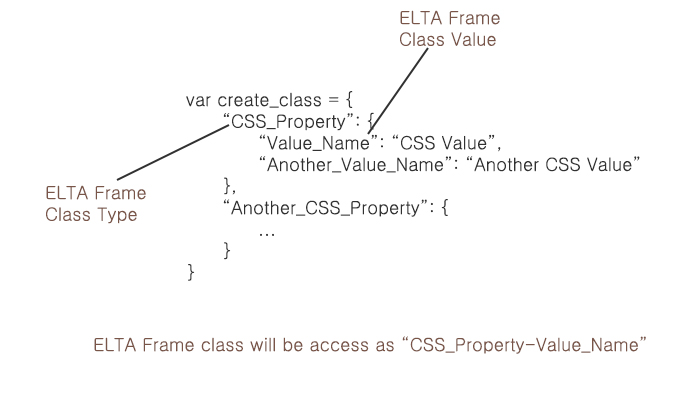 ELTA Frame
Class Value
var create_class = {
“CSS_Property”: {
“Value_Name”: “CSS Value”,
“Another_Value_Name”: “Another CSS Value”
},
ELTA Frame
Class Type
“Another_CSS_Property”: {
...
}
}
ELTA Frame class will be access as “CSS_Property-Value_Name”